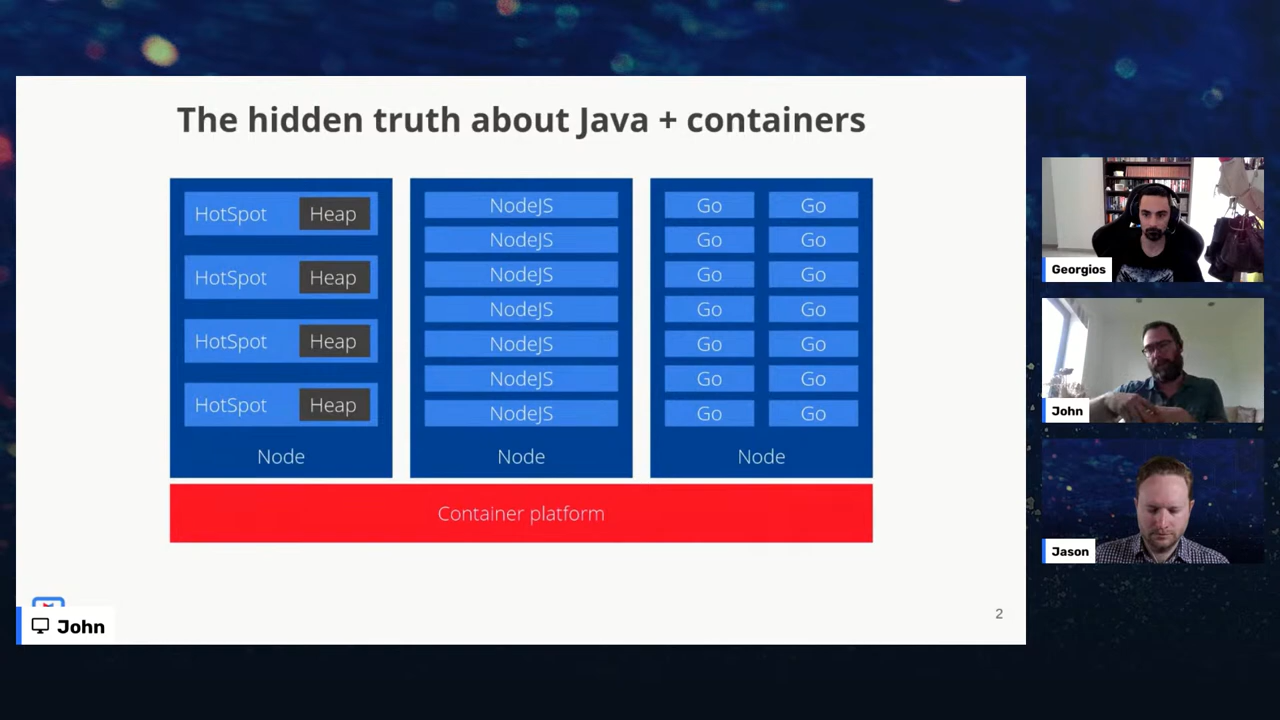 The hidden truth about Java + containers
HotSpot Heap
HotSpot Heap
HotSpot Heap
HotSpot Heap
Node
NodeJS
NodeJS
NodeJS
NodeJS
NodeJS
NodeJS
NodeJS
Node
Go Go
Go Go
Go Go
Go Go
Go Go
Go Go
Go Go
Node
Container platform
2
John
Georgios
John
Jason